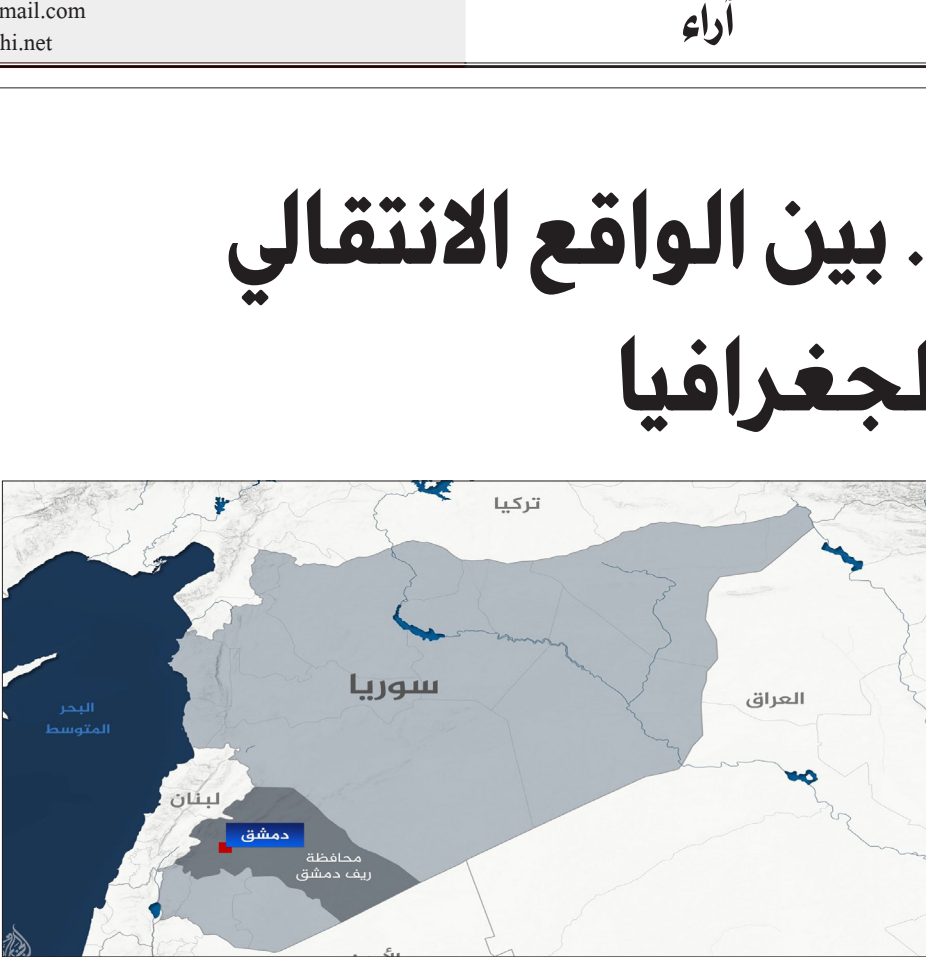 mail.com
hi.net
آراء
. بين الواقع الانتقالي
لجغرافيا
تركيا
سوريا
العراق
البحر
المتوسط
لبنان
دمشق
محافظة
ريف دمشق